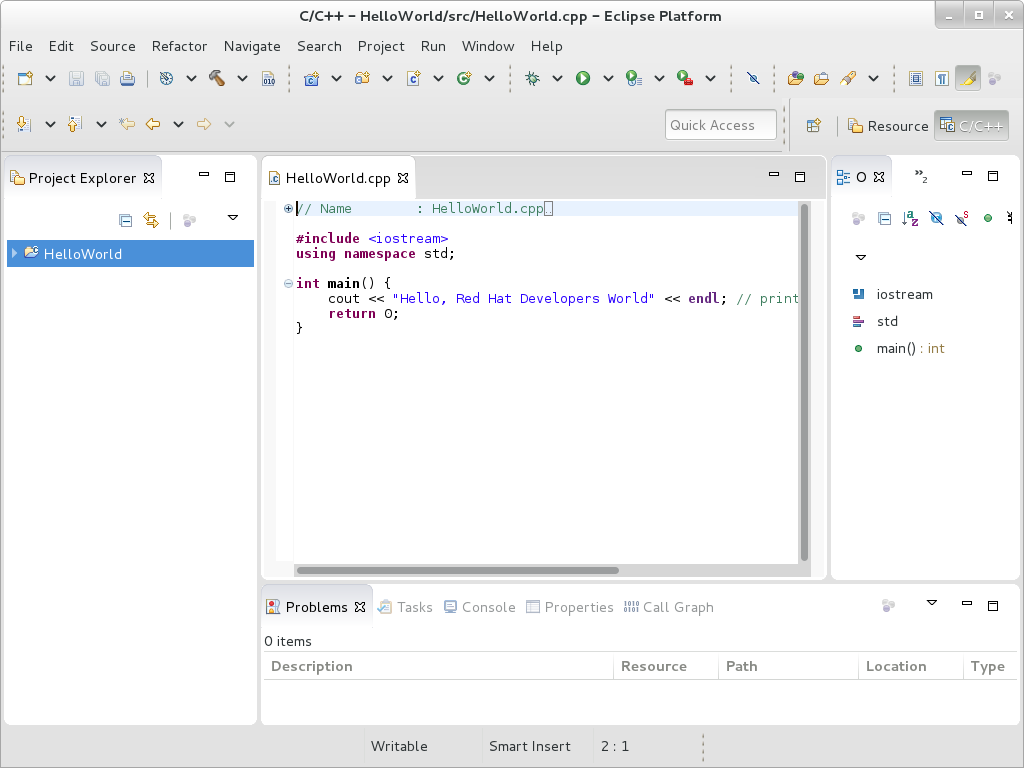 C/C++ - HelloWorld/src/HelloWorld.cpp - Eclipse Platform
File Edit Source Refactor Navigate Search Project Run Window Help
010
Quick Access Resource C/C++
Project Explorer
HelloWorld
HelloWorld.cpp
// Name        : HelloWorld.cpp
#include <iostream>
using namespace std;
int main() {
    cout << "Hello, Red Hat Developers World" << endl; // print
    return 0;
}
O
»2
iostream
std
main() : int
Problems Tasks Console Properties Call Graph
0 items
Description Resource Path Location Type
Writable Smart Insert 2 : 1